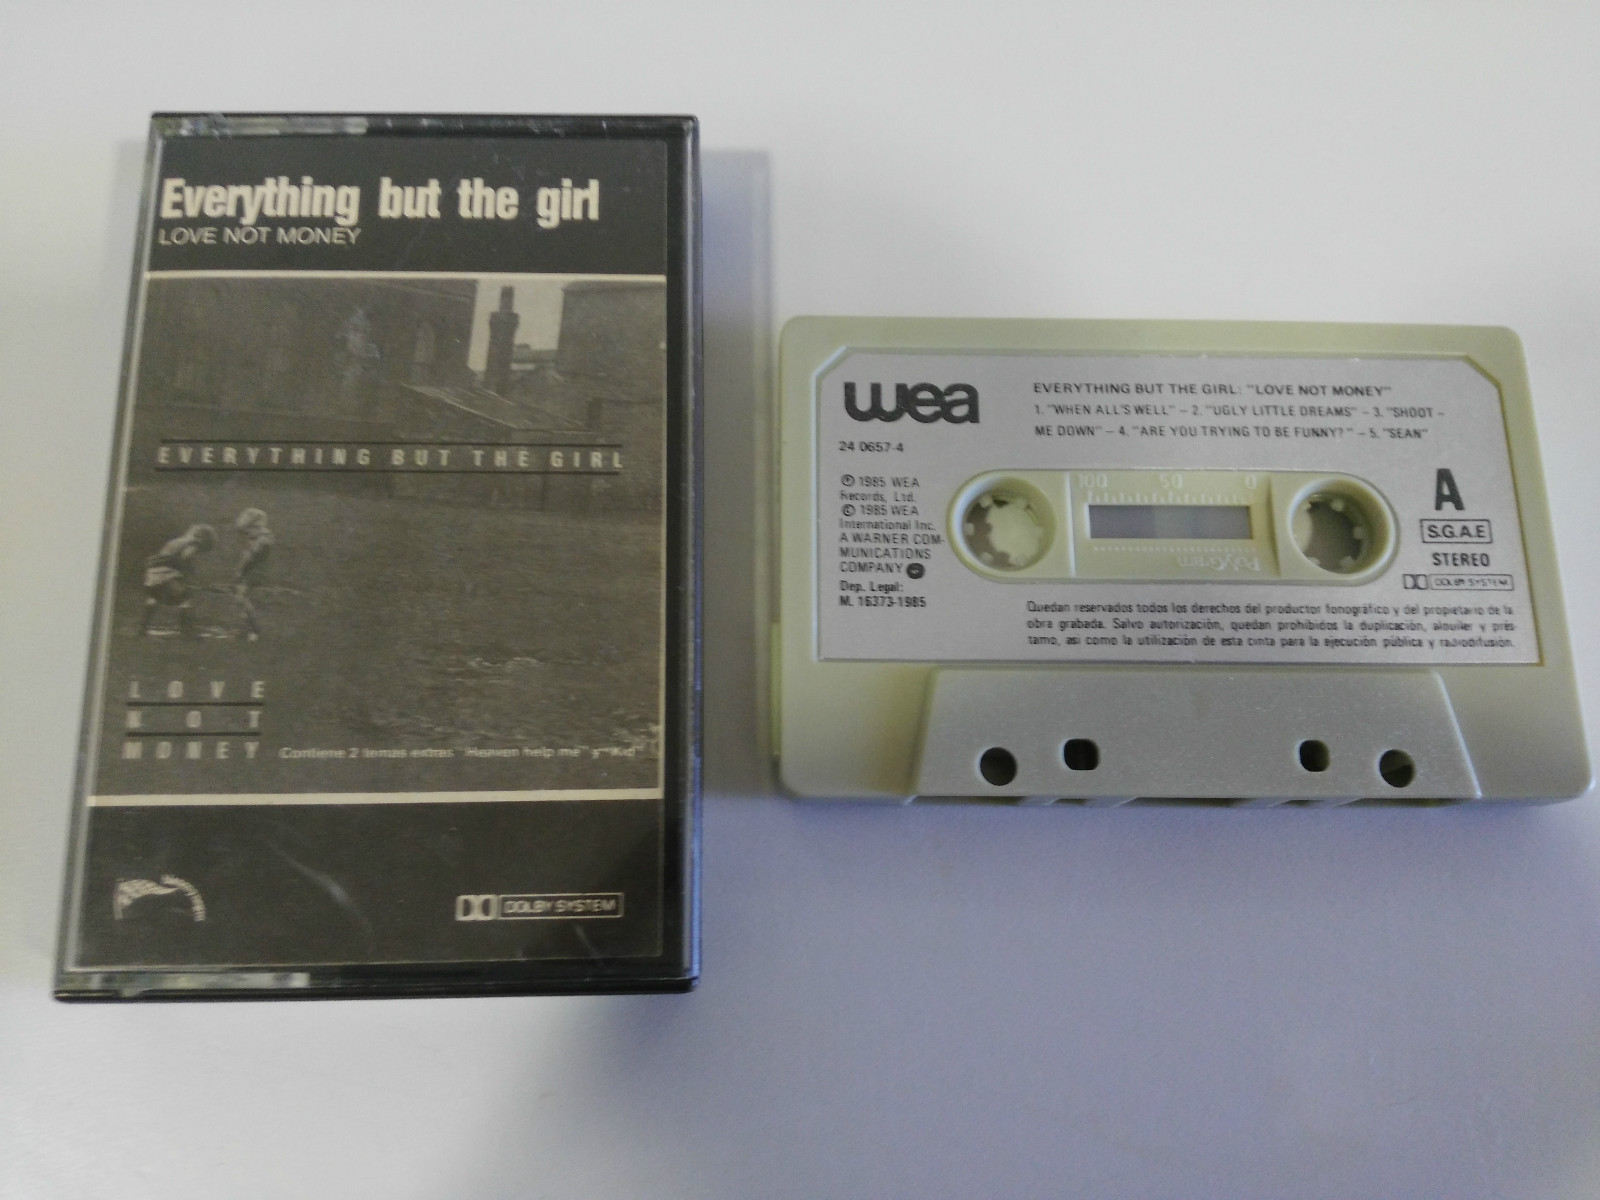 Everything but the girl
LOVE NOT MONEY
EVERYTHING BUT THE GIRL
LOVE
NOT
MONEY
Contiene 2 temas extras "Heaven help me" y "Kid"
DOLBY SYSTEM
wea
24 0657-4
Ⓟ 1985 WEA
Records, Ltd.
© 1985 WEA
International Inc.
A WARNER COM-
MUNICATIONS
COMPANY
Dep. Legal:
M. 16373-1985
EVERYTHING BUT THE GIRL: "LOVE NOT MONEY"
1. "WHEN ALL'S WELL" – 2. "UGLY LITTLE DREAMS" – 3. "SHOOT –
ME DOWN" – 4. "ARE YOU TRYING TO BE FUNNY?" – 5. "SEAN"
100 50 0
PolyGram
A
S.G.A.E
STEREO
DOLBY SYSTEM
Quedan reservados todos los derechos del productor fonográfico y del propietario de la
obra grabada. Salvo autorización, quedan prohibidos la duplicación, alquiler y prés-
tamo, asi como la utilización de esta cinta para la ejecución pública y radiodifusión.